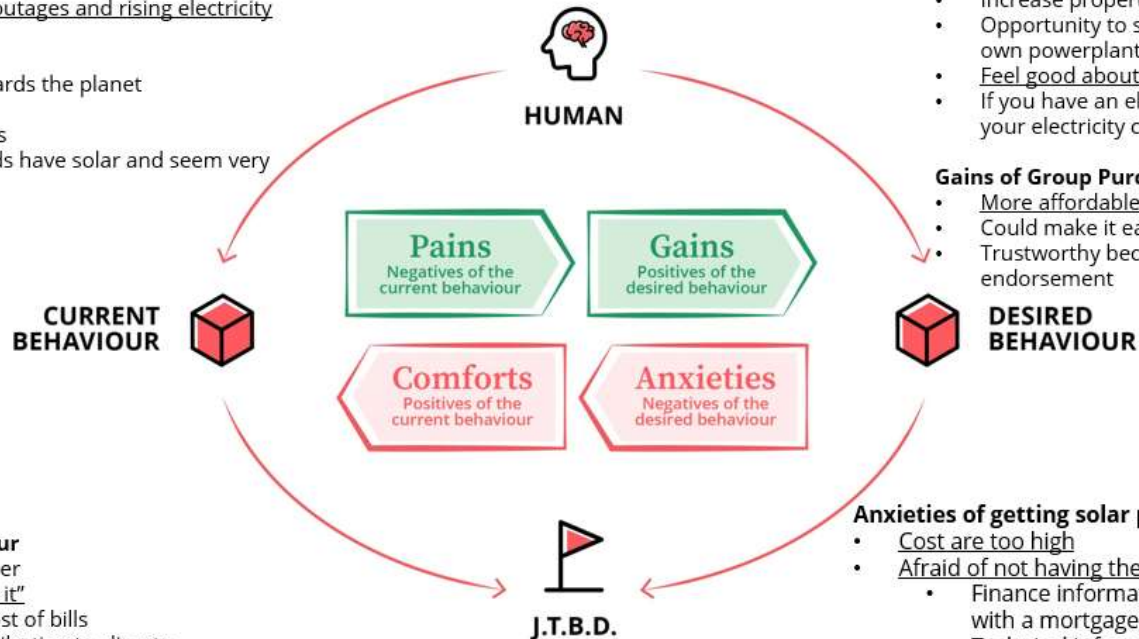 outages and rising electricity
ards the planet
s
ds have solar and seem very
HUMAN
Opportunity to s
own powerplant
Feel good about
If you have an el
your electricity c
Gains of Group Purc
More affordable
Could make it ea
Trustworthy bec
endorsement
Pains
Negatives of the
current behaviour
Gains
Positives of the
desired behaviour
CURRENT
BEHAVIOUR
DESIRED
BEHAVIOUR
Comforts
Positives of the
current behaviour
Anxieties
Negatives of the
desired behaviour
ur
er
it”
st of bills
J.T.B.D.
Anxieties of getting solar p
Cost are too high
Afraid of not having the
Finance informa
with a mortgage